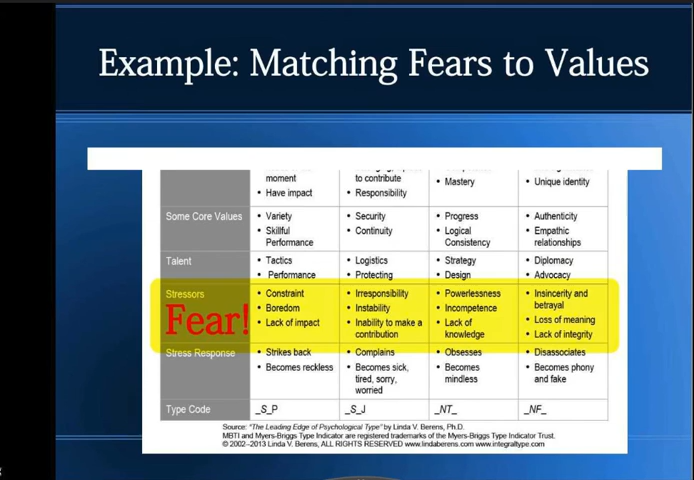 Example: Matching Fears to Values
moment
• Have impact
to contribute
• Responsibility
• Mastery
• Unique identity
Some Core Values
• Variety
• Skillful
Performance
• Security
• Continuity
• Progress
• Logical
Consistency
• Authenticity
• Empathic
relationships
Talent
• Tactics
• Performance
• Logistics
• Protecting
• Strategy
• Design
• Diplomacy
• Advocacy
Stressors
Fear!
• Constraint
• Boredom
• Lack of impact
• Irresponsibility
• Instability
• Inability to make a
contribution
• Powerlessness
• Incompetence
• Lack of
knowledge
• Insincerity and
betrayal
• Loss of meaning
• Lack of integrity
Stress Response
• Strikes back
• Becomes reckless
• Complains
• Becomes sick,
tired, sorry,
worried
• Obsesses
• Becomes
mindless
• Disassociates
• Becomes phony
and fake
Type Code
_S_P
_S_J
_NT_
_NF_
Source: "The Leading Edge of Psychological Type" by Linda V. Berens, Ph.D.
MBTI and Myers-Briggs Type Indicator are registered trademarks of the Myers-Briggs Type Indicator Trust.
© 2002–2013 Linda V. Berens, ALL RIGHTS RESERVED www.lindaberens.com www.integraltype.com